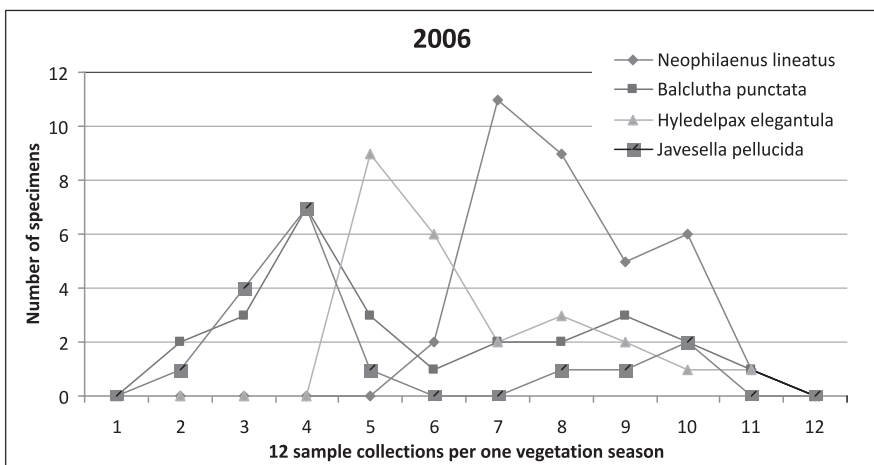 2006
Neophilaenus lineatus
Balclutha punctata
Hyledelpax elegantula
Javesella pellucida
12
10
8
6
4
2
0
Number of specimens
1 2 3 4 5 6 7 8 9 10 11 12
12 sample collections per one vegetation season